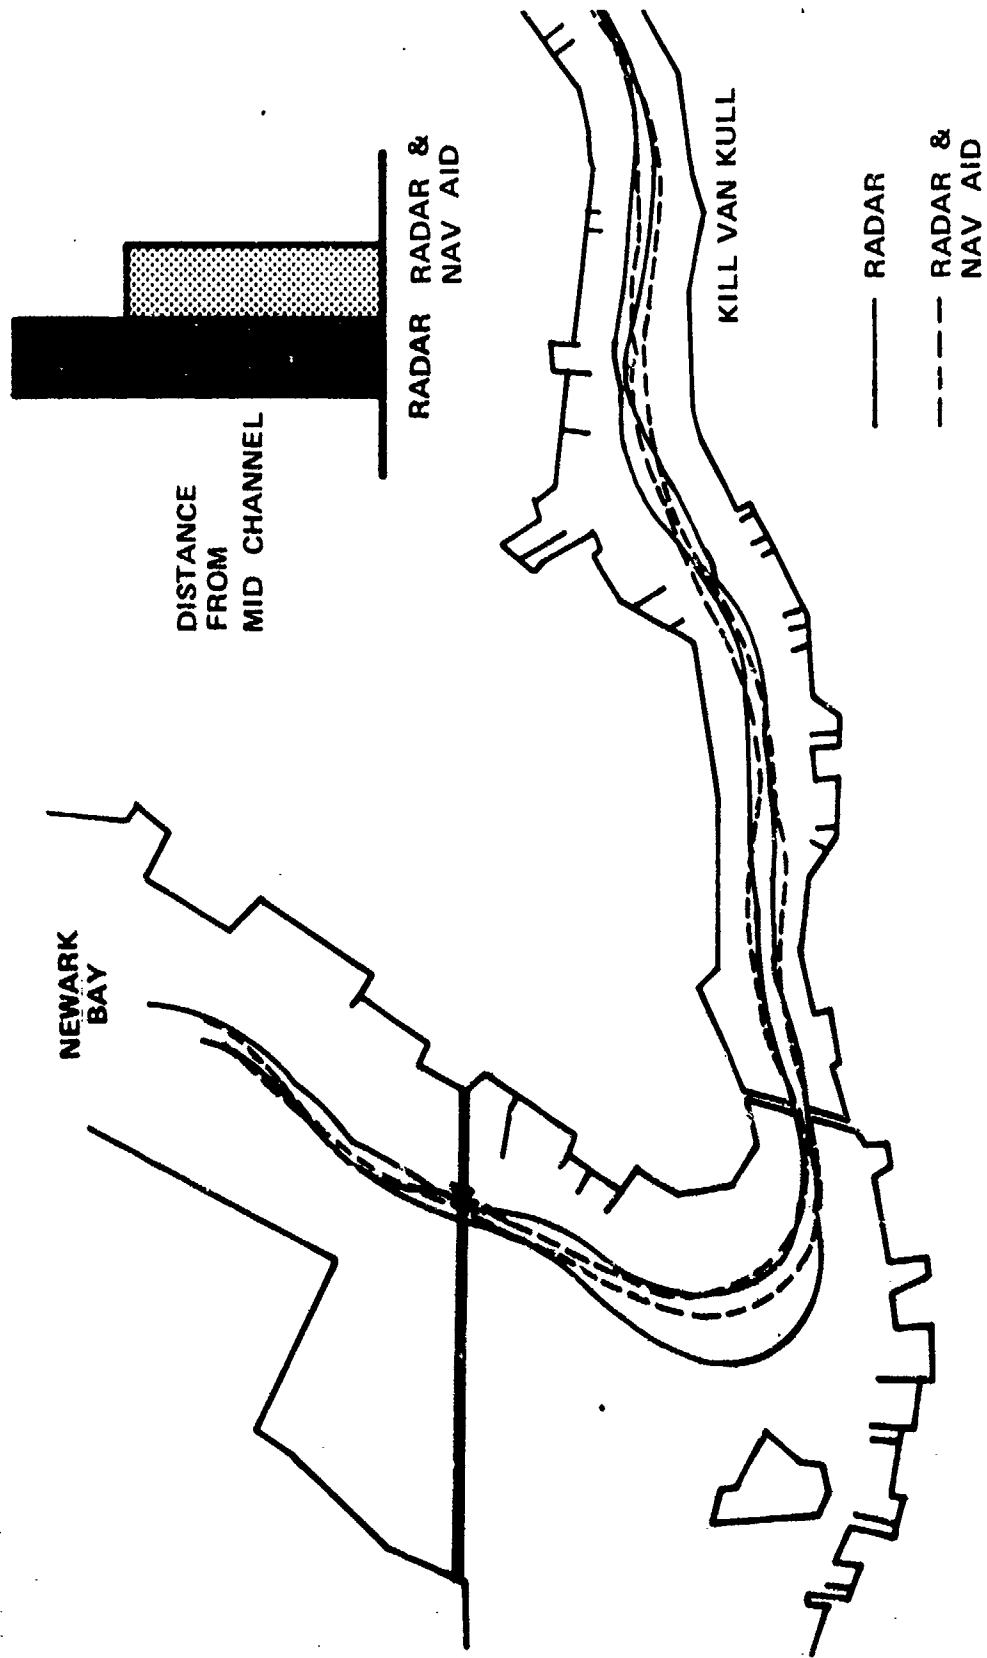 NEWARK
BAY
DISTANCE
FROM
MID CHANNEL
RADAR RADAR &
NAV AID
KILL VAN KULL
RADAR
RADAR &
NAV AID